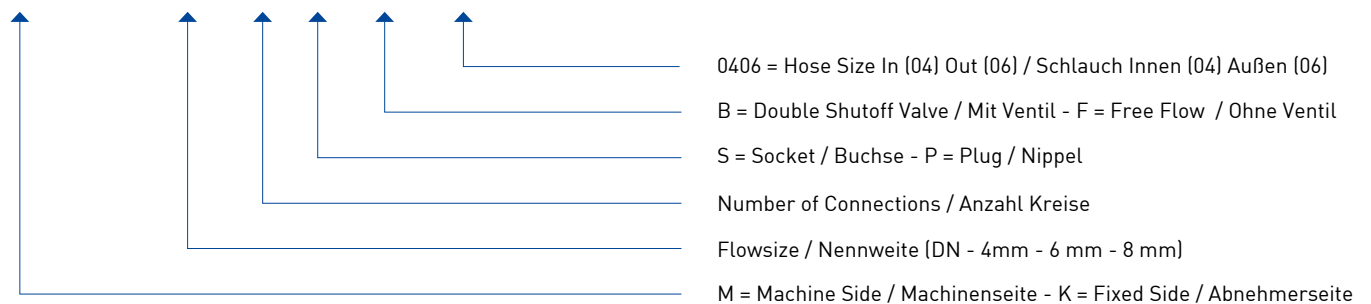 0406 = Hose Size In (04) Out (06) / Schlauch Innen (04) Außen (06)
B = Double Shutoff Valve / Mit Ventil - F = Free Flow / Ohne Ventil
S = Socket / Buchse - P = Plug / Nippel
Number of Connections / Anzahl Kreise
Flowsize / Nennweite (DN - 4mm - 6 mm - 8 mm)
M = Machine Side / Machinenseite - K = Fixed Side / Abnehmerseite